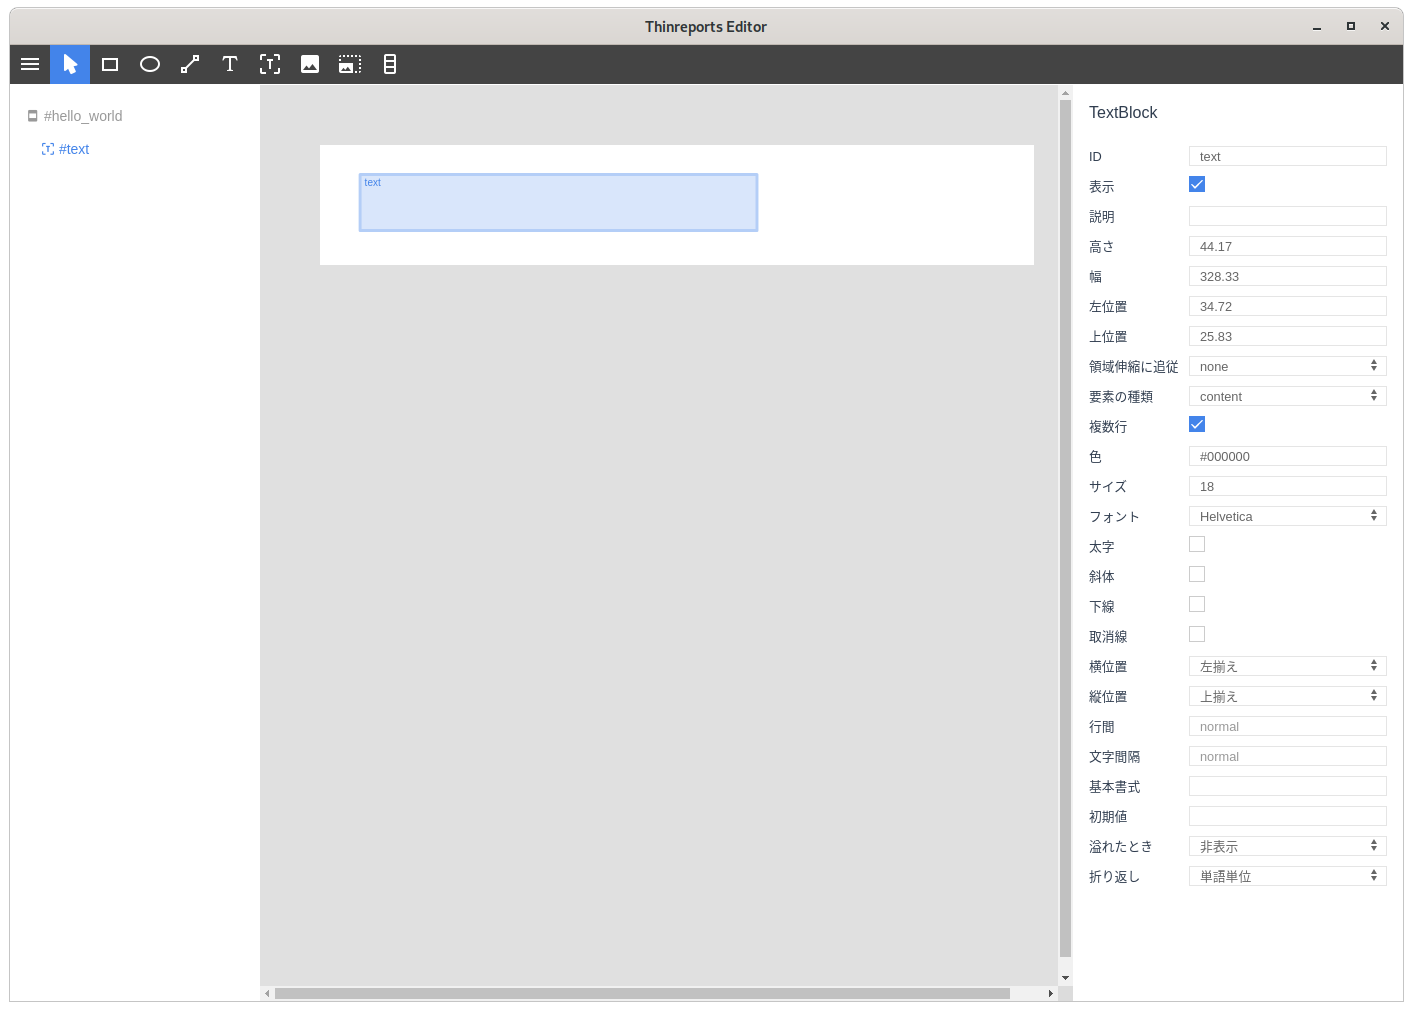 Thinreports Editor
#hello_world
#text
text
TextBlock
ID text
表示
説明
高さ 44.17
幅 328.33
左位置 34.72
上位置 25.83
領域伸縮に追従 none
要素の種類 content
複数行
色 #000000
サイズ 18
フォント Helvetica
太字
斜体
下線
取消線
横位置 左揃え
縦位置 上揃え
行間 normal
文字間隔 normal
基本書式
初期値
溢れたとき 非表示
折り返し 単語単位